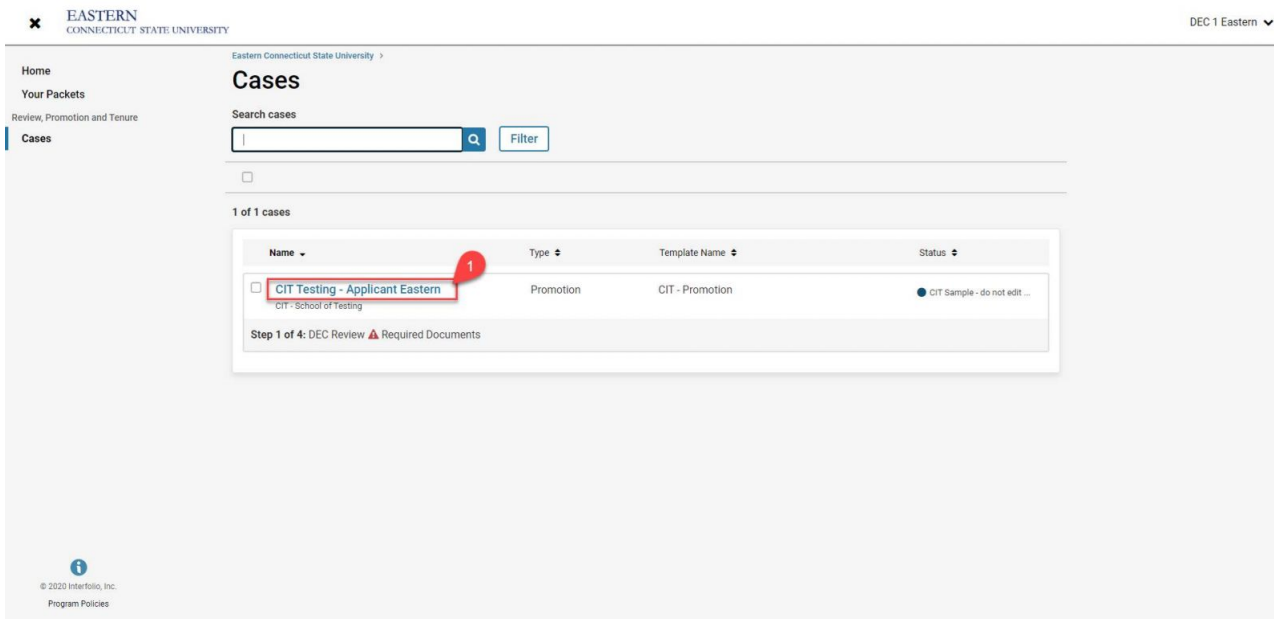 EASTERN
CONNECTICUT STATE UNIVERSITY
DEC 1 Eastern
Home
Your Packets
Review, Promotion and Tenure
Cases
Eastern Connecticut State University >
Cases
Search cases
Filter
1 of 1 cases
Name Type Template Name Status
1
CIT Testing - Applicant Eastern Promotion CIT - Promotion CIT Sample - do not edit ...
CIT - School of Testing
Step 1 of 4: DEC Review Required Documents
© 2020 Interfolio, Inc.
Program Policies